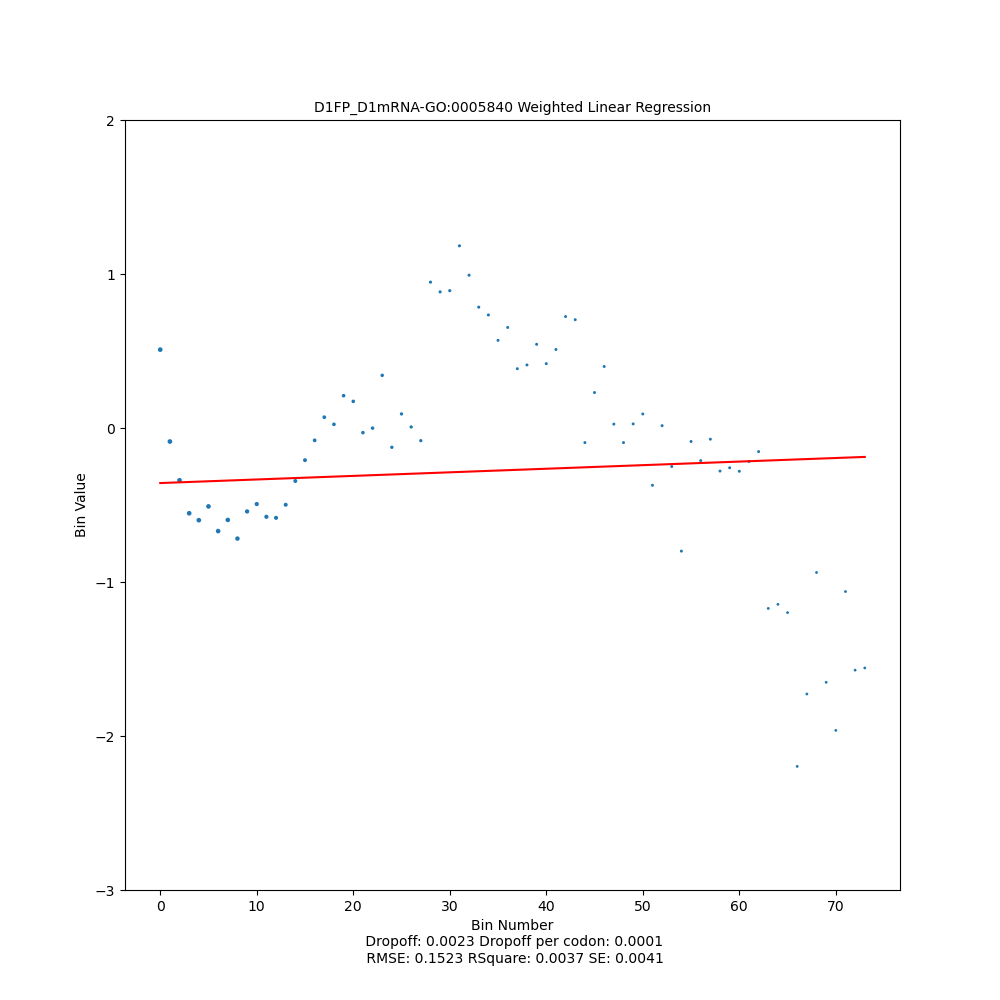 D1FP_D1mRNA-GO:0005840 Weighted Linear Regression
2
1
0
−1
−2
−3
Bin Value
0 10 20 30 40 50 60 70
Bin Number
Dropoff: 0.0023 Dropoff per codon: 0.0001
RMSE: 0.1523 RSquare: 0.0037 SE: 0.0041